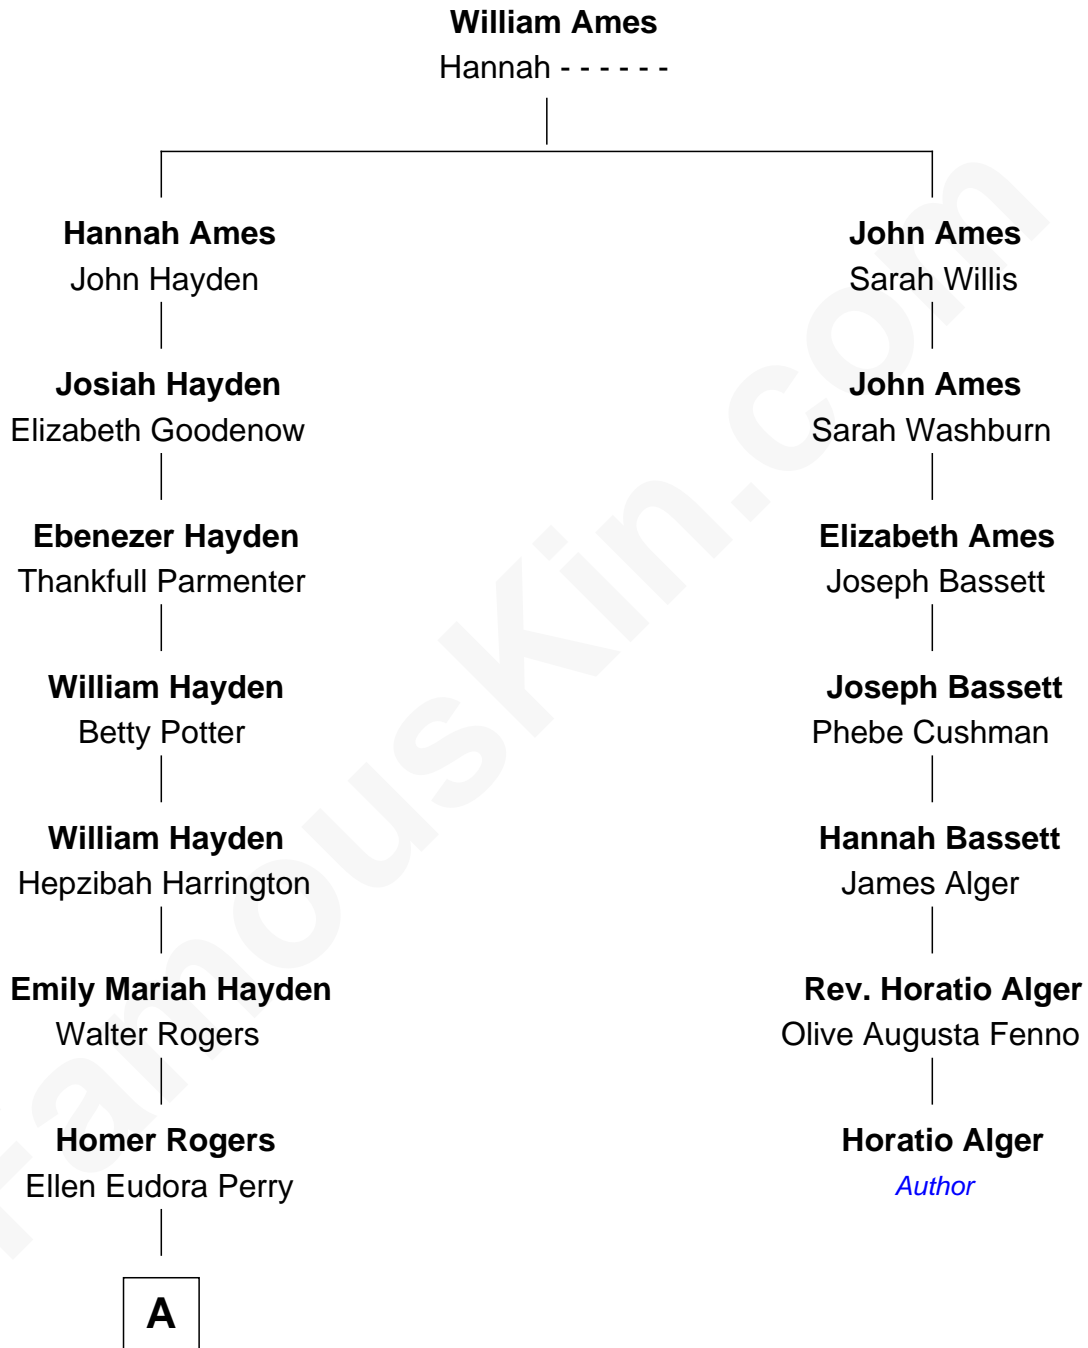 William Ames
Hannah - - - - - -
Hannah Ames
John Hayden
John Ames
Sarah Willis
Josiah Hayden
Elizabeth Goodenow
John Ames
Sarah Washburn
Ebenezer Hayden
Thankfull Parmenter
Elizabeth Ames
Joseph Bassett
William Hayden
Betty Potter
Joseph Bassett
Phebe Cushman
William Hayden
Hepzibah Harrington
Hannah Bassett
James Alger
Emily Mariah Hayden
Walter Rogers
Rev. Horatio Alger
Olive Augusta Fenno
Homer Rogers
Ellen Eudora Perry
Horatio Alger
Author
A
FamousKin.com